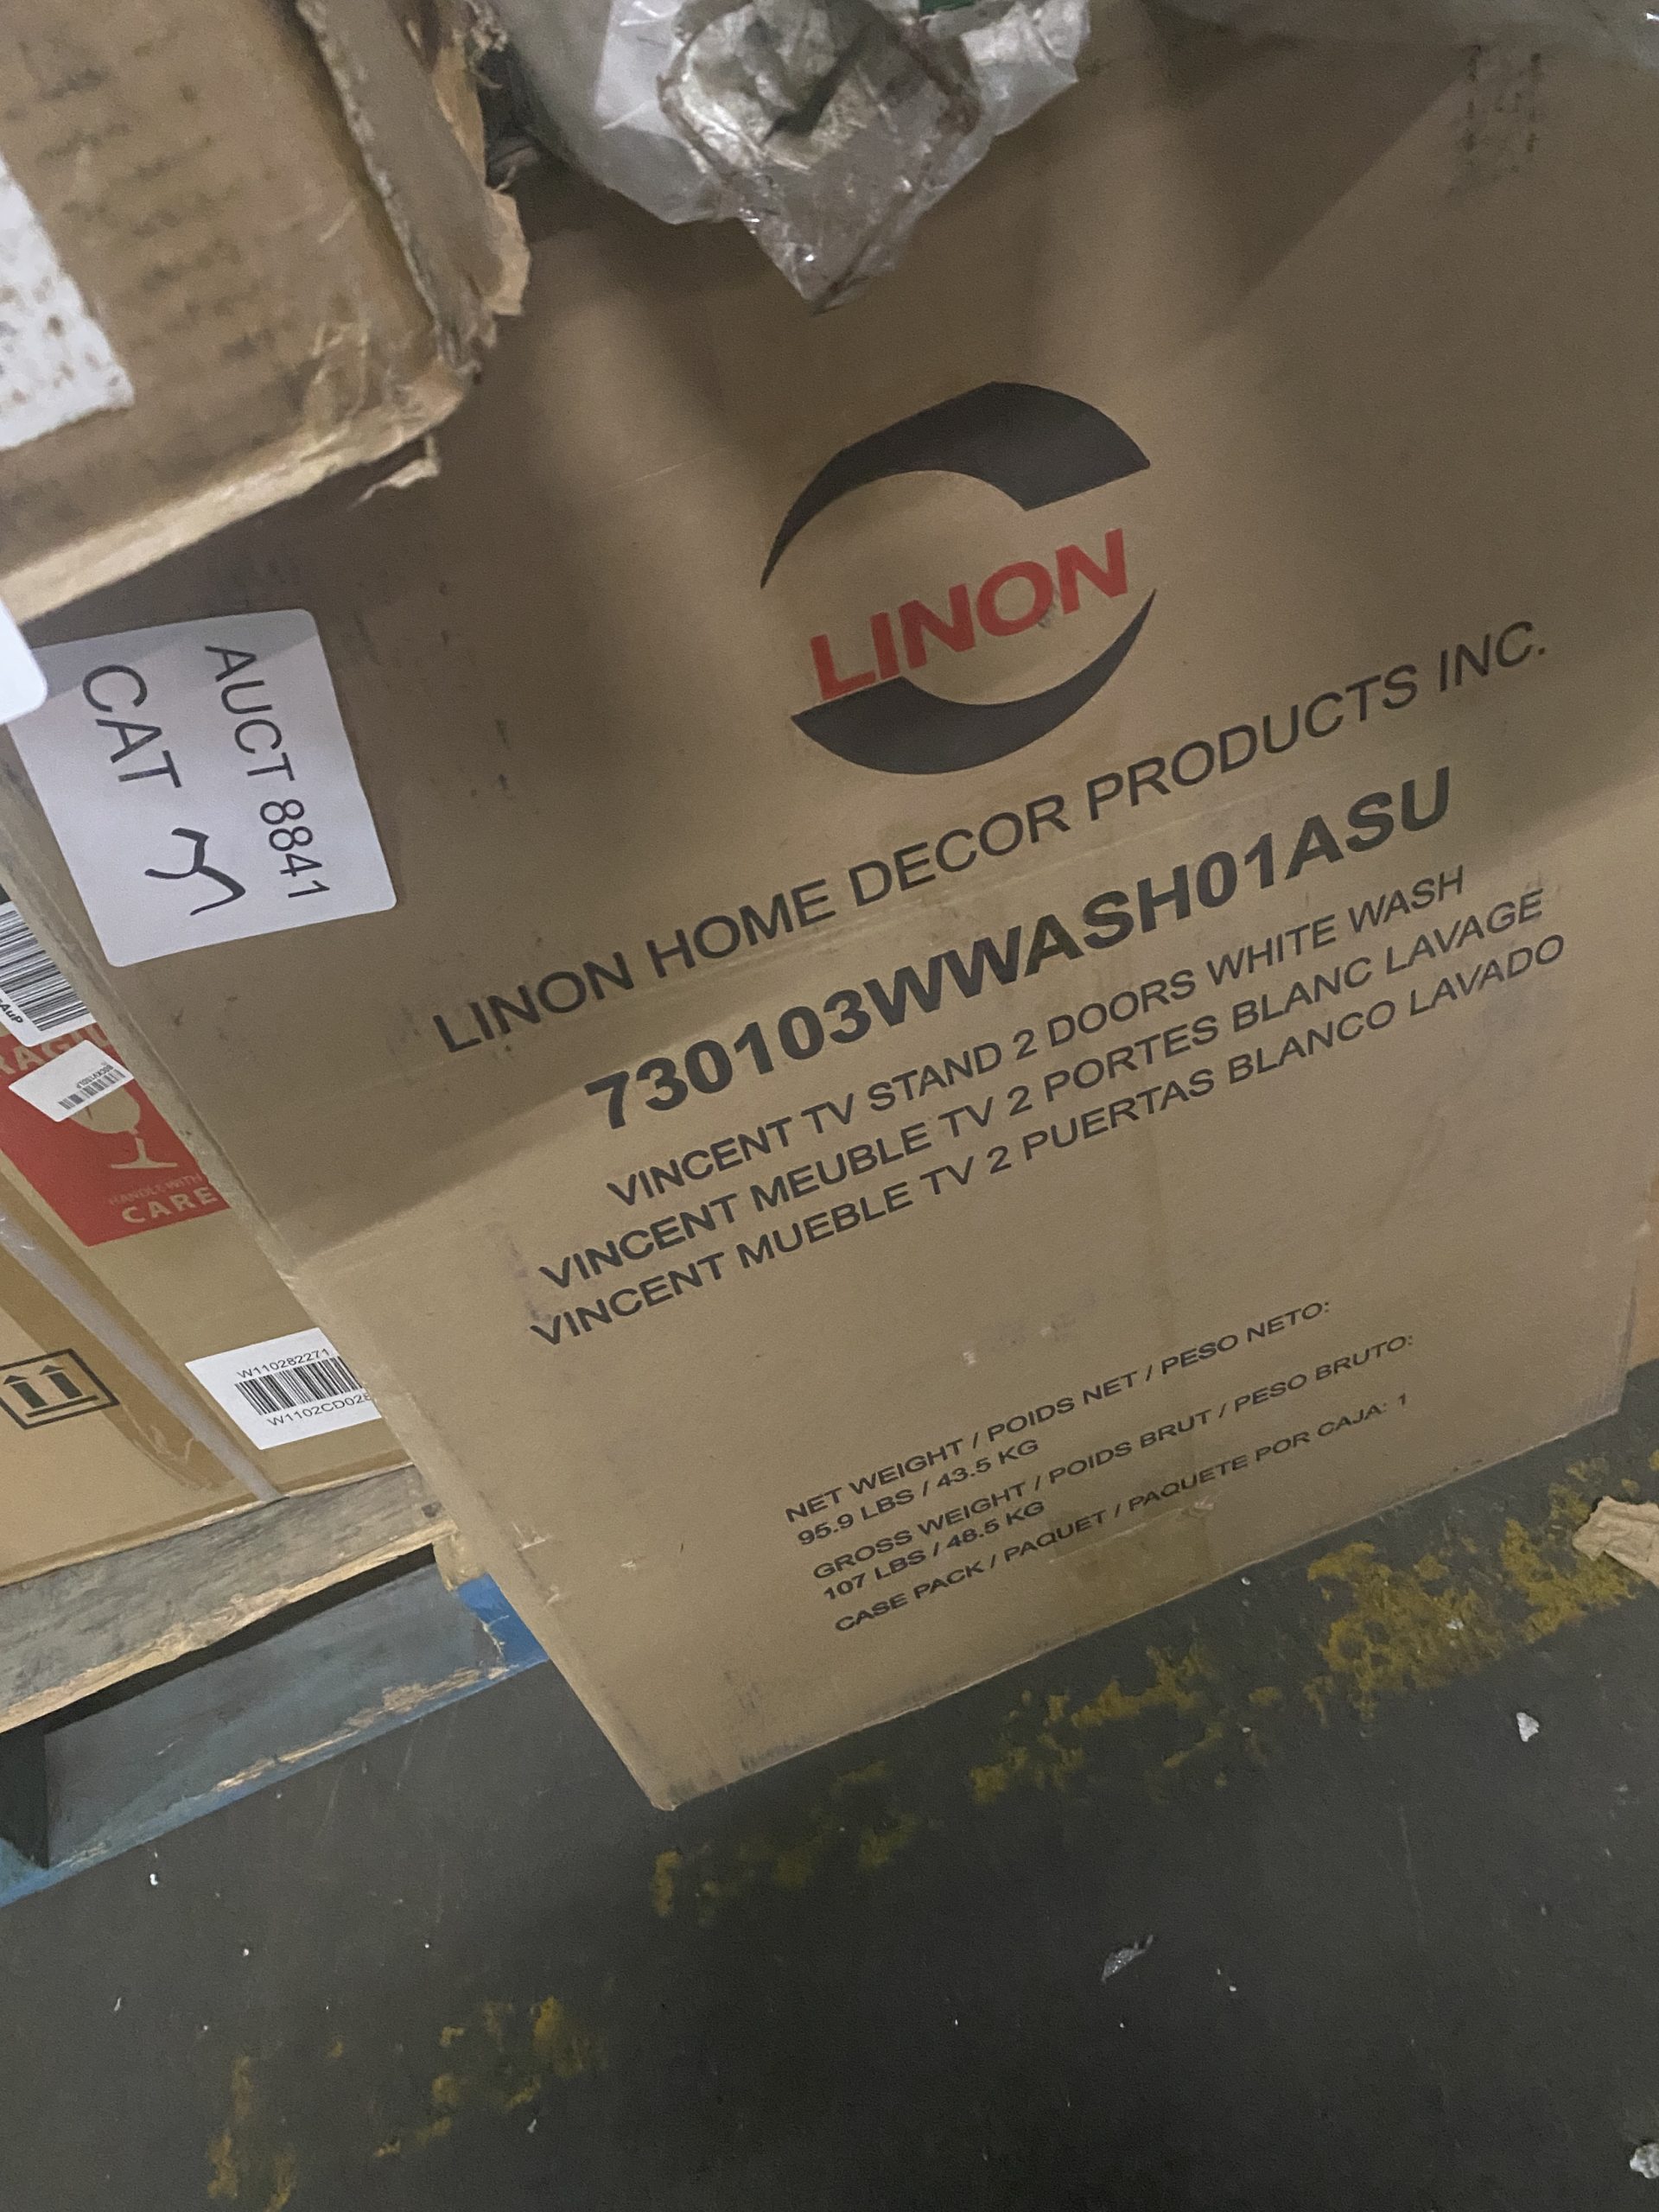 LINON
LINON HOME DECOR PRODUCTS INC.
730103WWASH01ASU
VINCENT TV STAND 2 DOORS WHITE WASH
VINCENT MEUBLE TV 2 PORTES BLANC LAVAGE
VINCENT MUEBLE TV 2 PUERTAS BLANCO LAVADO
NET WEIGHT / POIDS NET / PESO NETO:
95.9 LBS / 43.5 KG
GROSS WEIGHT / POIDS BRUT / PESO BRUTO:
107 LBS / 48.5 KG
CASE PACK / PAQUET / PAQUETE POR CAJA: 1
AUCT 8841
CAT 3
HANDLE WITH
CARE
W110282271